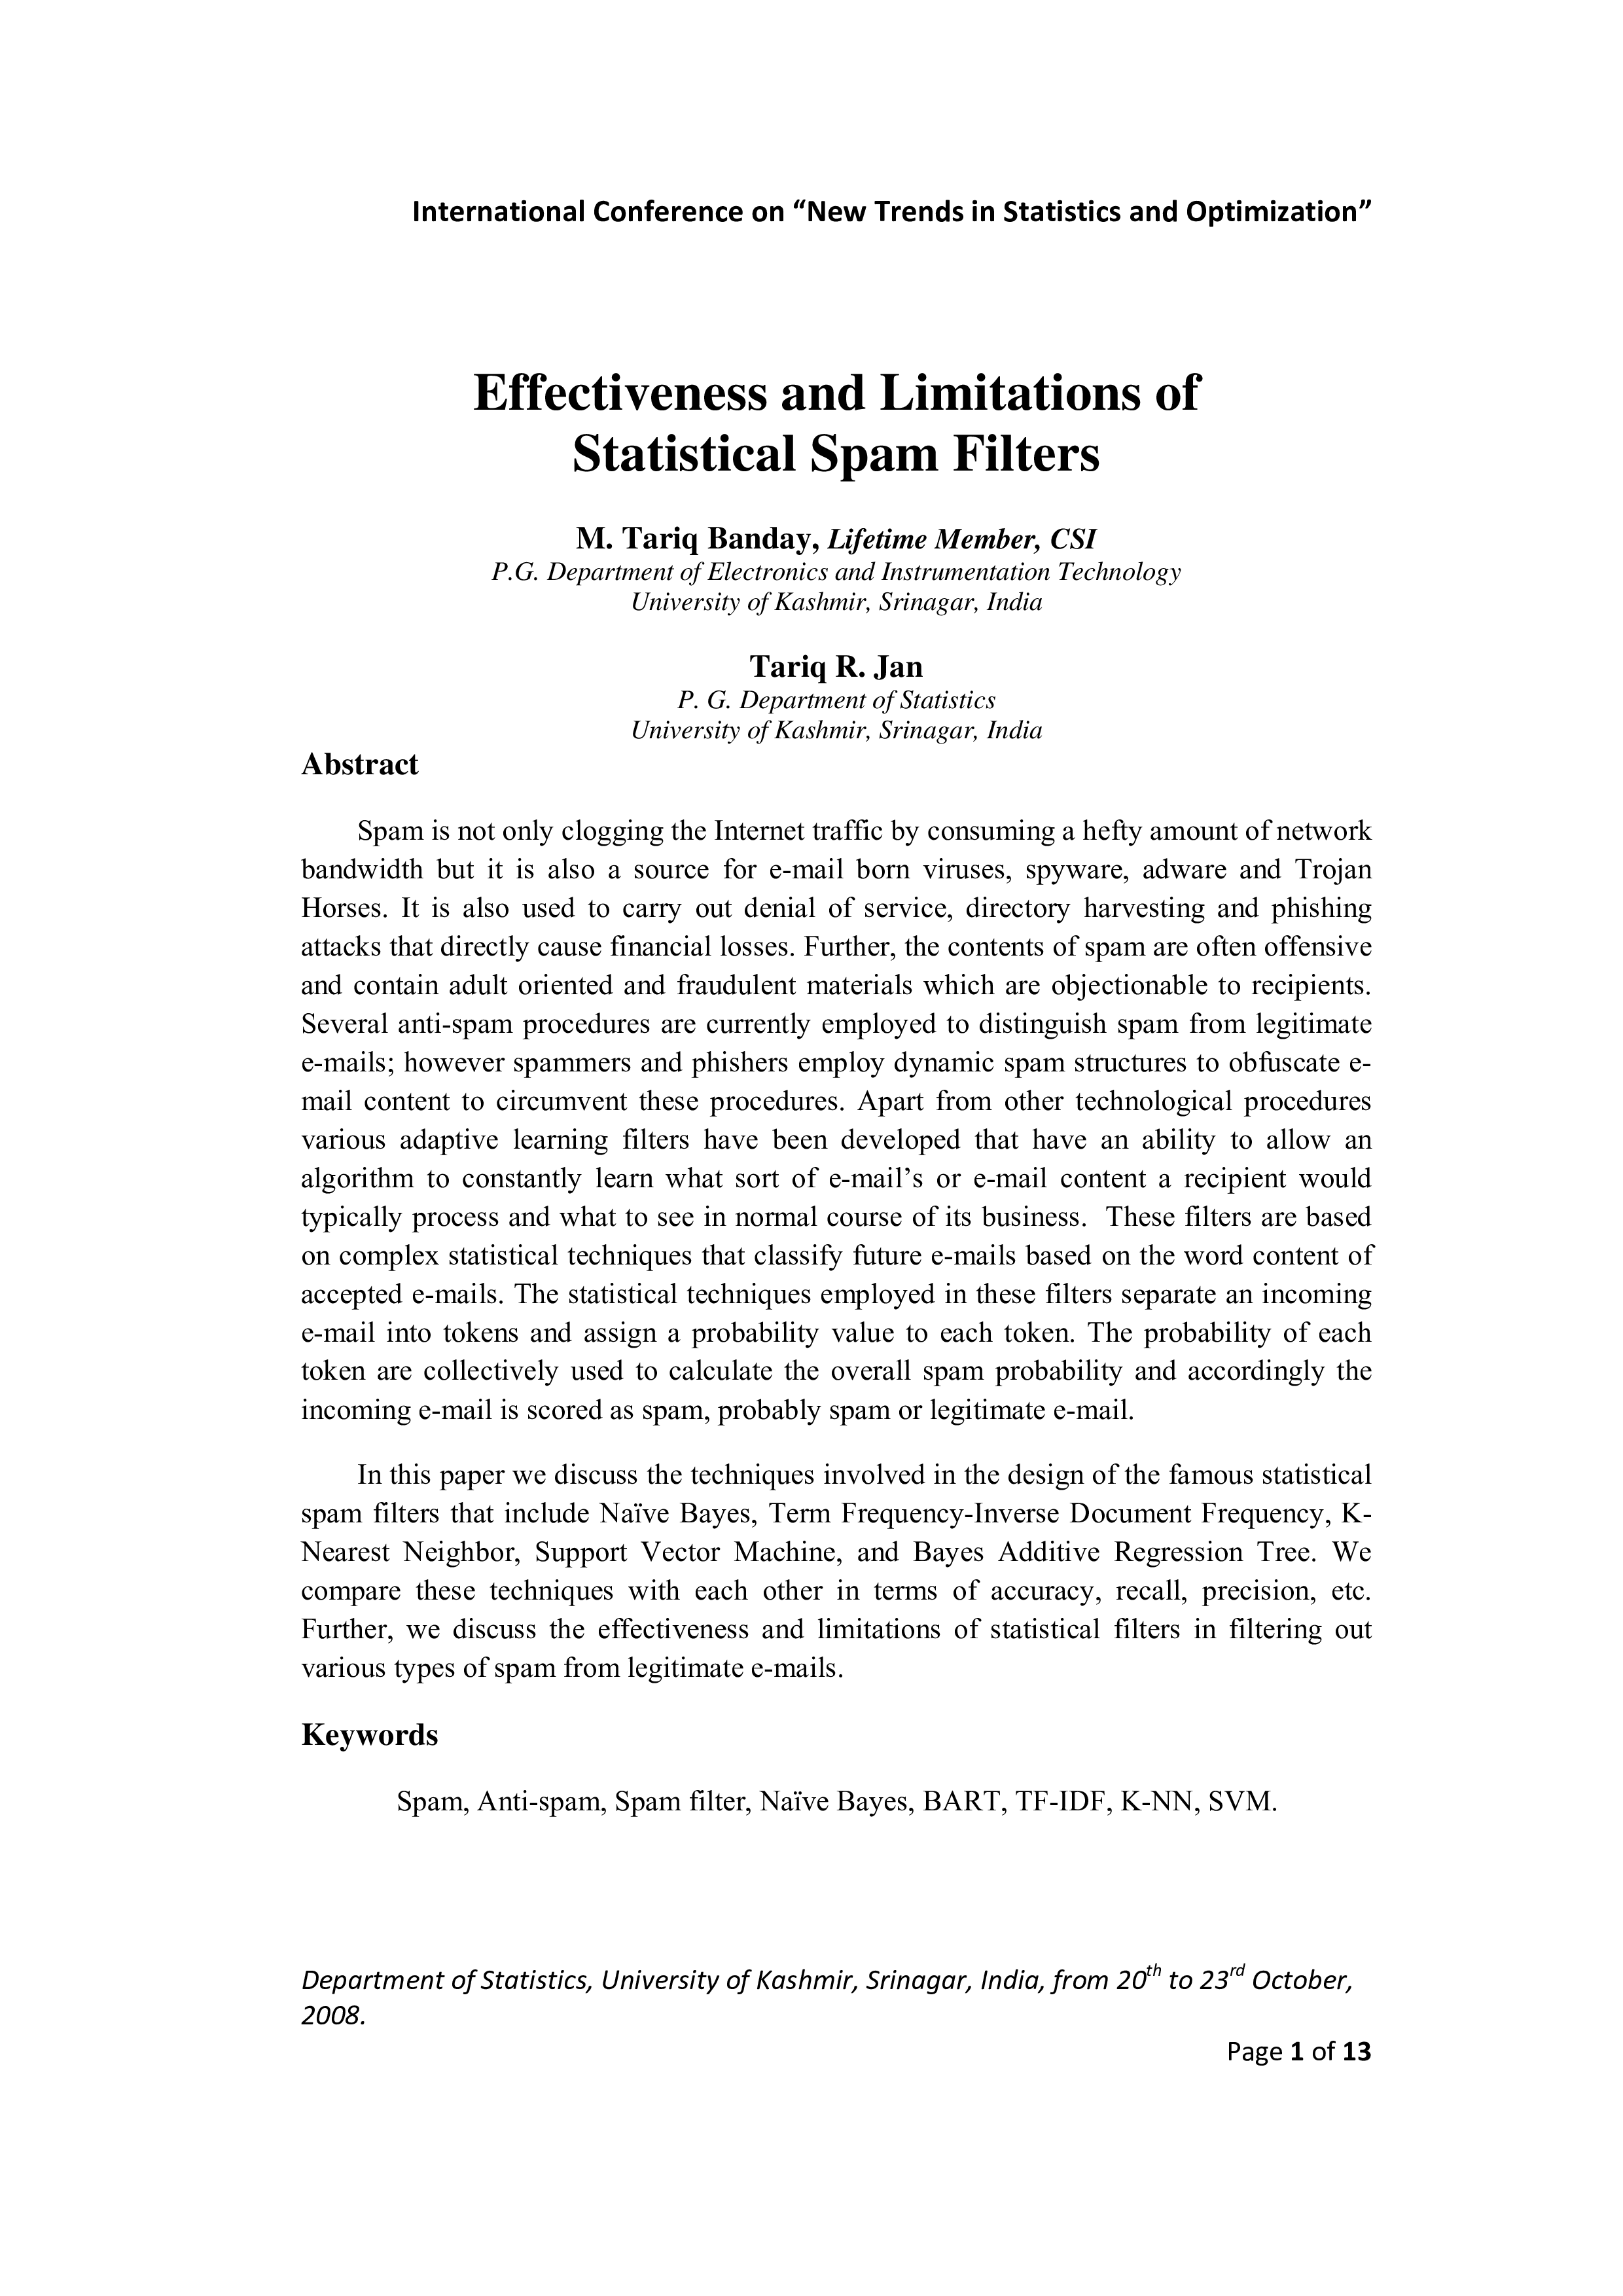 International Conference on “New Trends in Statistics and Optimization”
Effectiveness and Limitations of
Statistical Spam Filters
M. Tariq Banday, Lifetime Member, CSI
P.G. Department of Electronics and Instrumentation Technology
University of Kashmir, Srinagar, India
Tariq R. Jan
P. G. Department of Statistics
University of Kashmir, Srinagar, India
Abstract
Spam is not only clogging the Internet traffic by consuming a hefty amount of network
bandwidth but it is also a source for e-mail born viruses, spyware, adware and Trojan
Horses. It is also used to carry out denial of service, directory harvesting and phishing
attacks that directly cause financial losses. Further, the contents of spam are often offensive
and contain adult oriented and fraudulent materials which are objectionable to recipients.
Several anti-spam procedures are currently employed to distinguish spam from legitimate
e-mails; however spammers and phishers employ dynamic spam structures to obfuscate e-
mail content to circumvent these procedures. Apart from other technological procedures
various adaptive learning filters have been developed that have an ability to allow an
algorithm to constantly learn what sort of e-mail’s or e-mail content a recipient would
typically process and what to see in normal course of its business. These filters are based
on complex statistical techniques that classify future e-mails based on the word content of
accepted e-mails. The statistical techniques employed in these filters separate an incoming
e-mail into tokens and assign a probability value to each token. The probability of each
token are collectively used to calculate the overall spam probability and accordingly the
incoming e-mail is scored as spam, probably spam or legitimate e-mail.
In this paper we discuss the techniques involved in the design of the famous statistical
spam filters that include Naïve Bayes, Term Frequency-Inverse Document Frequency, K-
Nearest Neighbor, Support Vector Machine, and Bayes Additive Regression Tree. We
compare these techniques with each other in terms of accuracy, recall, precision, etc.
Further, we discuss the effectiveness and limitations of statistical filters in filtering out
various types of spam from legitimate e-mails.
Keywords
Spam, Anti-spam, Spam filter, Naïve Bayes, BART, TF-IDF, K-NN, SVM.
Department of Statistics, University of Kashmir, Srinagar, India, from 20th to 23rd October,
2008.
Page 1 of 13